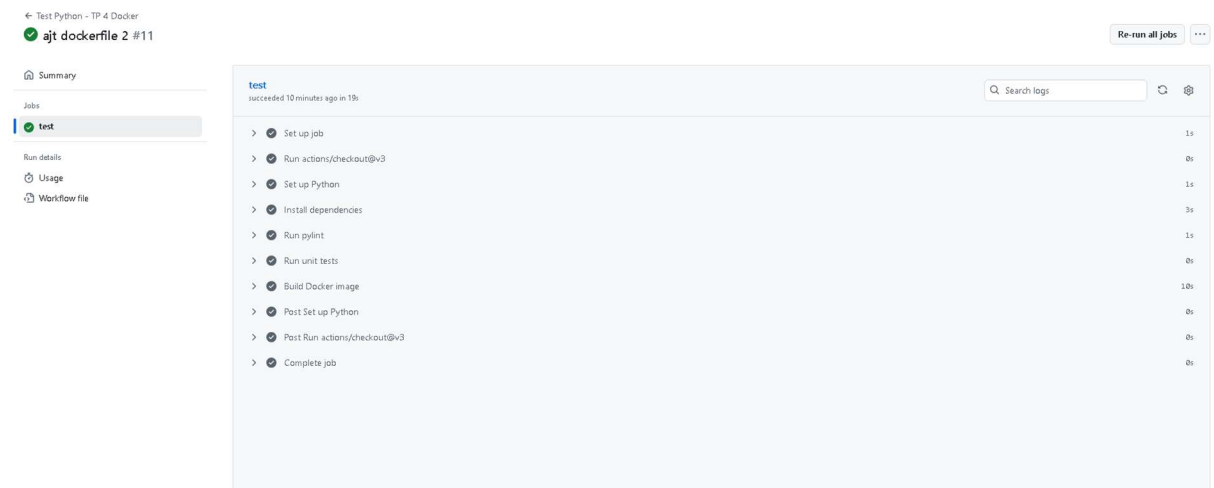 ← Test Python - TP 4 Docker
ajt dockerfile 2 #11
Re-run all jobs
...
Summary
Jobs
test
Run details
Usage
Workflow file
test
succeeded 10 minutes ago in 19s
Search logs
Set up job 1s
Run actions/checkout@v3 0s
Set up Python 1s
Install dependencies 3s
Run pylint 1s
Run unit tests 0s
Build Docker image 10s
Post Set up Python 0s
Post Run actions/checkout@v3 0s
Complete job 0s